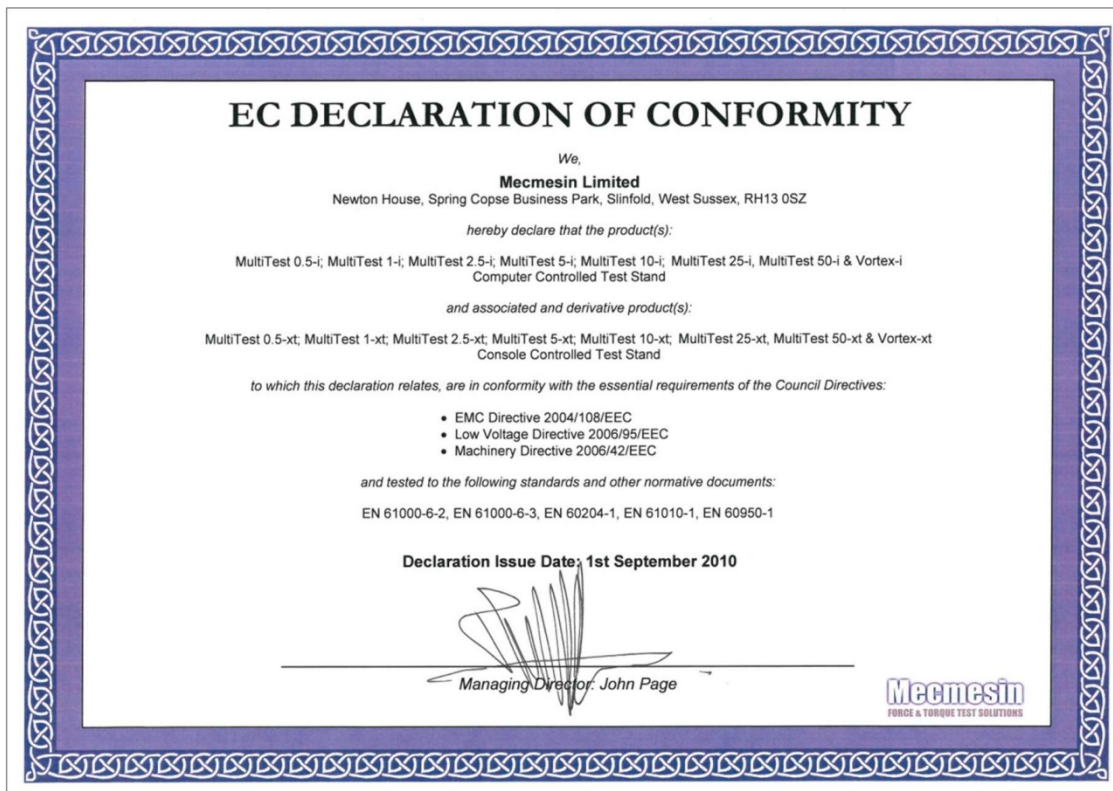 EC DECLARATION OF CONFORMITY
We,
Mecmesin Limited
Newton House, Spring Copse Business Park, Slinfold, West Sussex, RH13 0SZ
hereby declare that the product(s):
MultiTest 0.5-i; MultiTest 1-i; MultiTest 2.5-i; MultiTest 5-i; MultiTest 10-i; MultiTest 25-i, MultiTest 50-i & Vortex-i
Computer Controlled Test Stand
and associated and derivative product(s):
MultiTest 0.5-xt; MultiTest 1-xt; MultiTest 2.5-xt; MultiTest 5-xt; MultiTest 10-xt; MultiTest 25-xt, MultiTest 50-xt & Vortex-xt
Console Controlled Test Stand
to which this declaration relates, are in conformity with the essential requirements of the Council Directives:
• EMC Directive 2004/108/EEC
• Low Voltage Directive 2006/95/EEC
• Machinery Directive 2006/42/EEC
and tested to the following standards and other normative documents:
EN 61000-6-2, EN 61000-6-3, EN 60204-1, EN 61010-1, EN 60950-1
Declaration Issue Date: 1st September 2010
Managing Director: John Page
Mecmesin
FORCE & TORQUE TEST SOLUTIONS